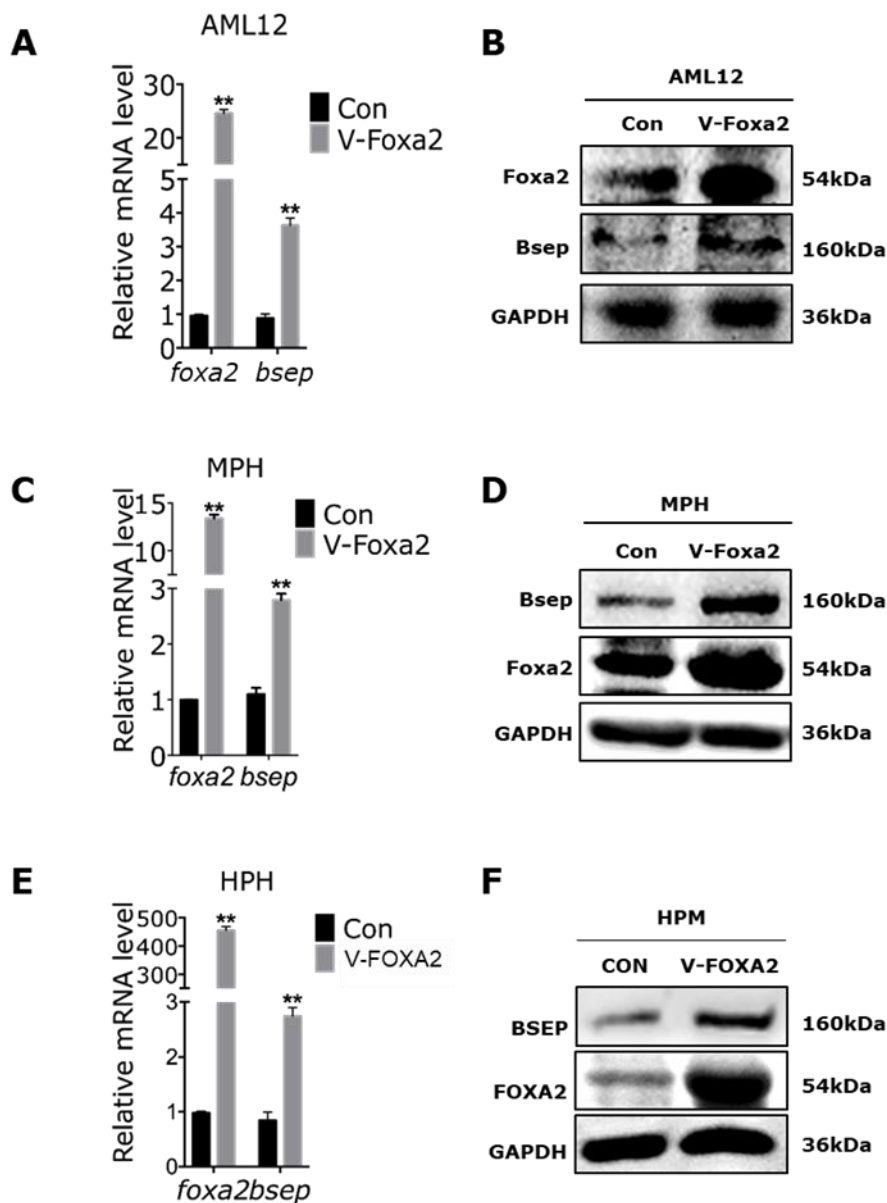 A
AML12
Relative mRNA level
30
20
5
4
3
2
1
0
**
**
Con
V-Foxa2
foxa2 bsep
B
AML12
Con V-Foxa2
Foxa2 54kDa
Bsep 160kDa
GAPDH 36kDa
C
MPH
Relative mRNA level
15
10
3
2
1
0
**
**
Con
V-Foxa2
foxa2 bsep
D
MPH
Con V-Foxa2
Bsep 160kDa
Foxa2 54kDa
GAPDH 36kDa
E
HPH
Relative mRNA level
500
400
300
3
2
1
0
**
**
Con
V-FOXA2
foxa2bsep
F
HPM
CON V-FOXA2
BSEP 160kDa
FOXA2 54kDa
GAPDH 36kDa